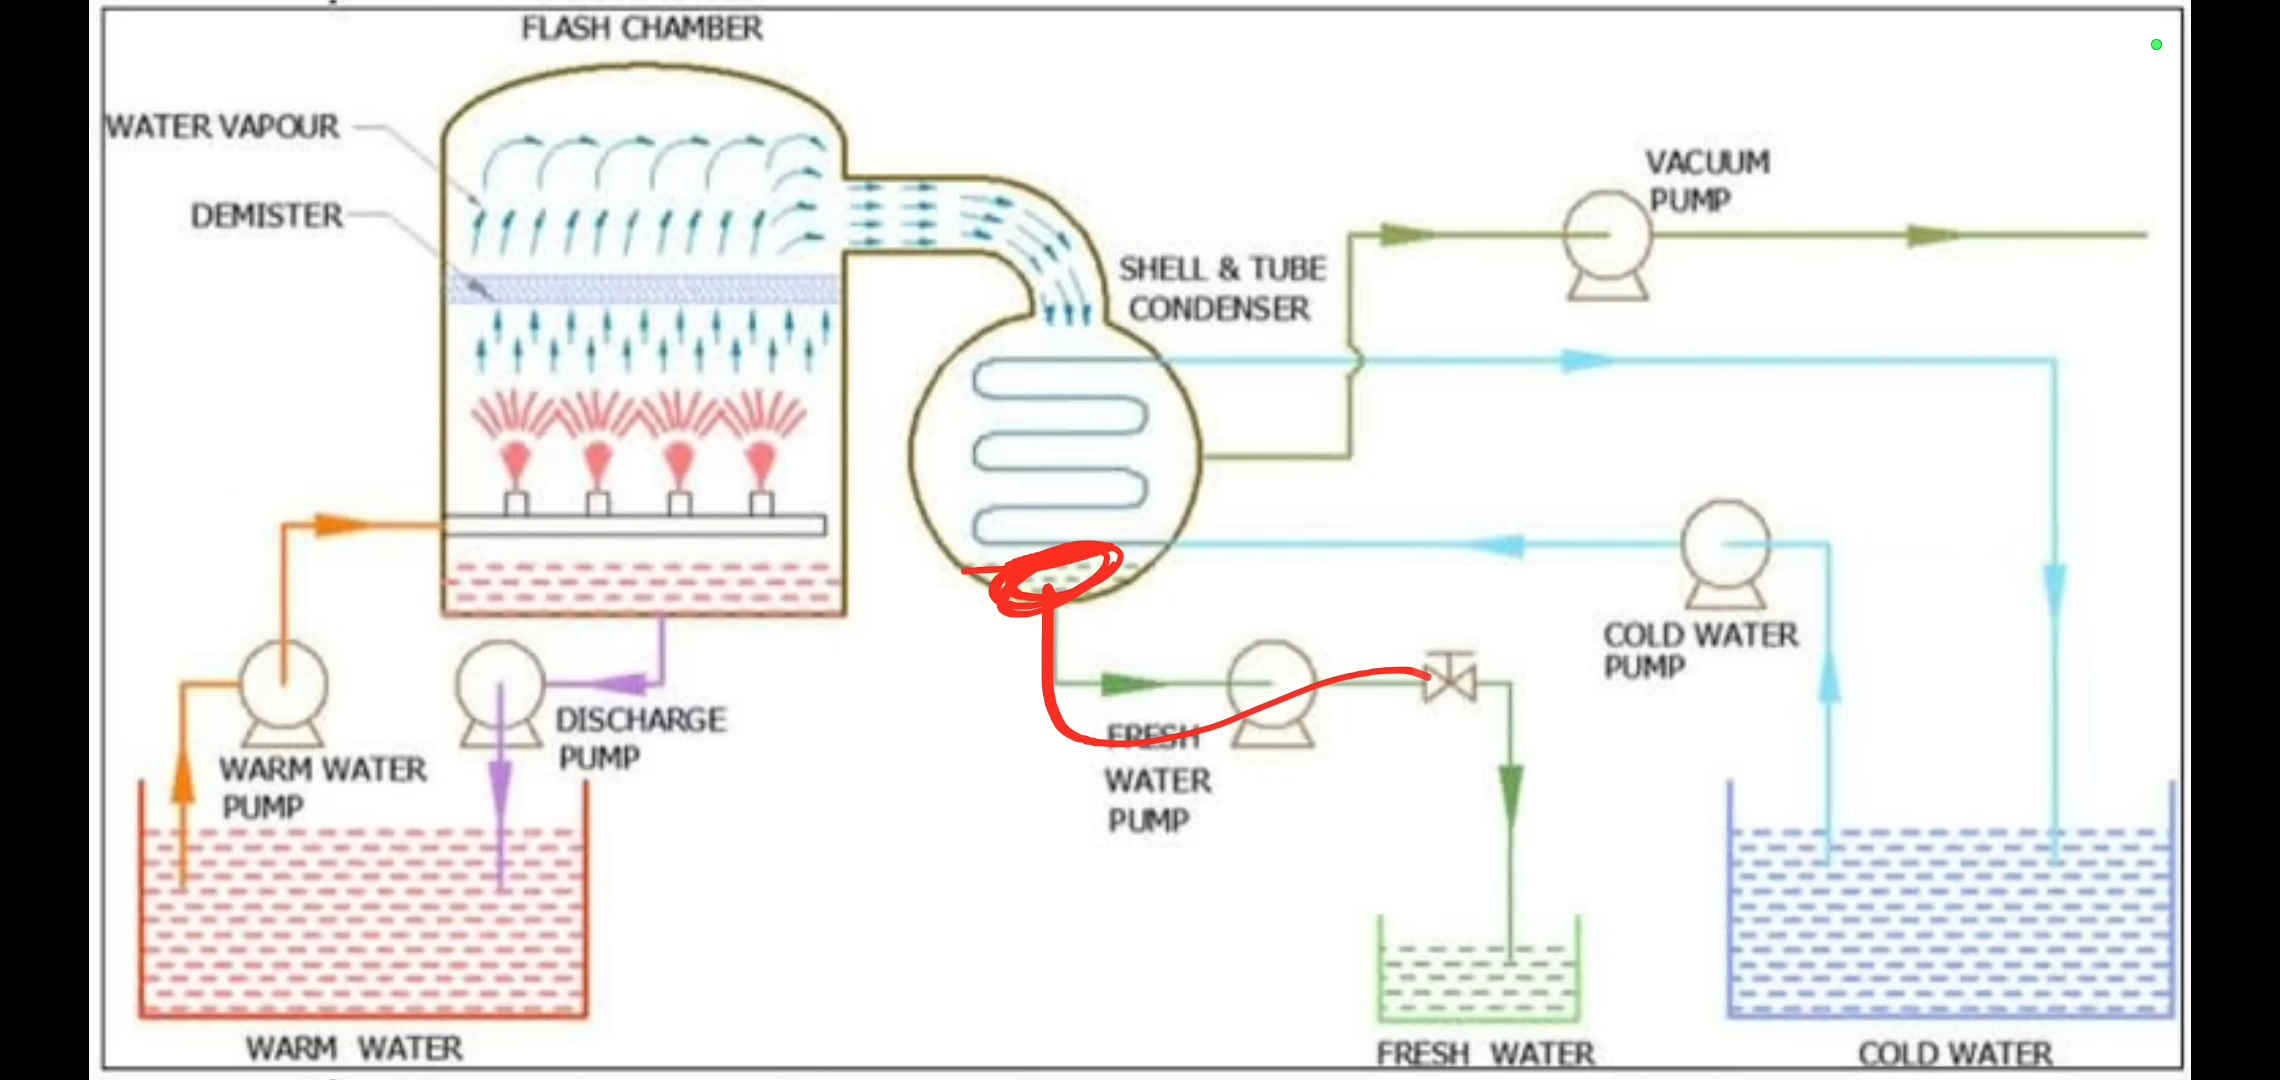 FLASH CHAMBER
WATER VAPOUR
DEMISTER
VACUUM
PUMP
SHELL & TUBE
CONDENSER
COLD WATER
PUMP
DISCHARGE
PUMP
WARM WATER
PUMP
FRESH
WATER
PUMP
WARM WATER
FRESH WATER
COLD WATER